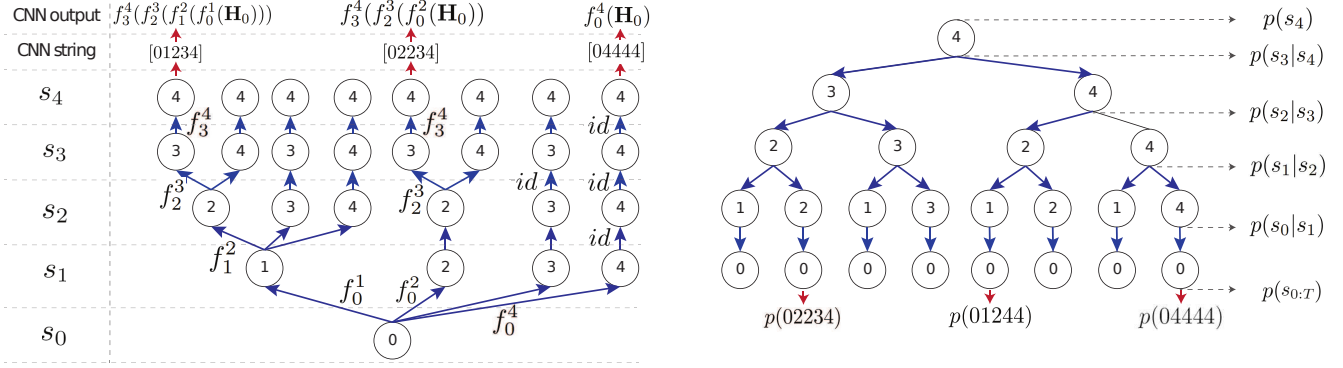 CNN output f_3^4(f_2^3(f_1^2(f_0^1(H_0)))) f_3^4(f_2^3(f_0^2(H_0)) f_0^4(H_0)
CNN string [01234] [02234] [04444]
s_4 4 4 4 4 4 4 4 4
f_3^4 f_3^4 id
s_3 3 4 3 4 3 4 3 4
f_2^3 f_2^3 id id
s_2 2 3 4 2 3 4
f_1^2 id
s_1 1 2 3 4
f_0^1 f_0^2 f_0^4
s_0 0
4 p(s_4)
p(s_3|s_4)
3 4
p(s_2|s_3)
2 3 2 4
p(s_1|s_2)
1 2 1 3 1 2 1 4
p(s_0|s_1)
0 0 0 0 0 0 0 0
p(s_{0:T})
p(02234) p(01244) p(04444)